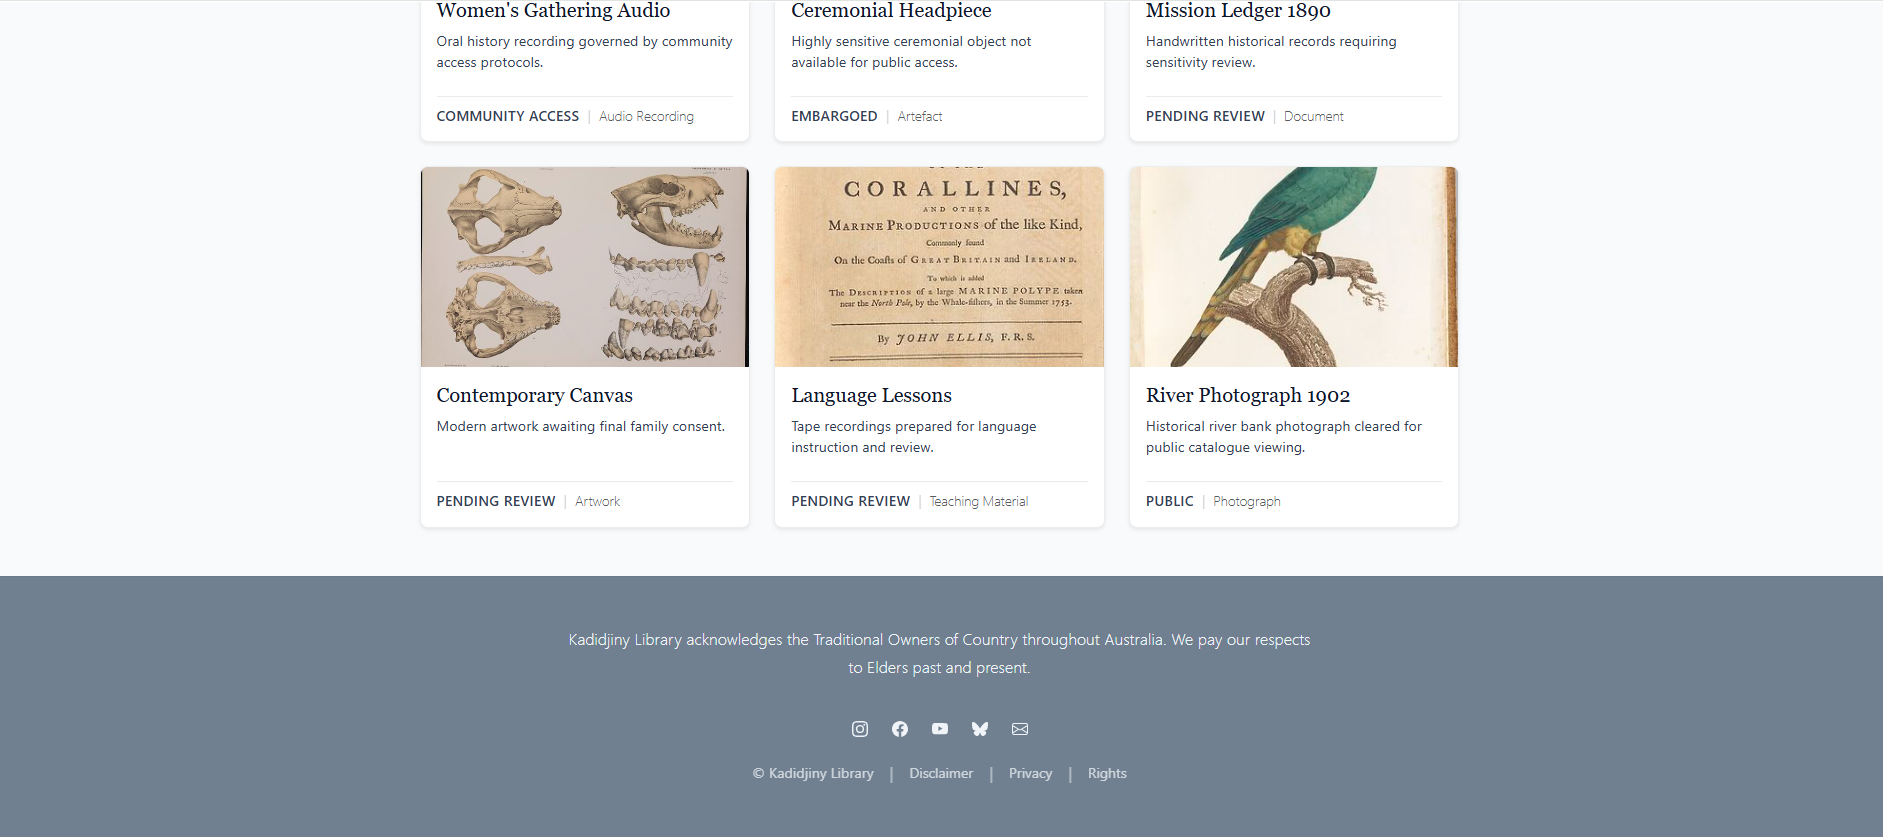 Women's Gathering Audio
Oral history recording governed by community
access protocols.
COMMUNITY ACCESS | Audio Recording
Ceremonial Headpiece
Highly sensitive ceremonial object not
available for public access.
EMBARGOED | Artefact
Mission Ledger 1890
Handwritten historical records requiring
sensitivity review.
PENDING REVIEW | Document
Contemporary Canvas
Modern artwork awaiting final family consent.
PENDING REVIEW | Artwork
CORALLINES,
AND OTHER
MARINE PRODUCTIONS of the like Kind,
Commonly found
On the Coaſts of GREAT BRITAIN and IRELAND.
To which is added
The DESCRIPTION of a large MARINE POLYPE taken
near the North Pole, by the Whale-fiſhers, in the Summer 1753.
By JOHN ELLIS, F.R.S.
Language Lessons
Tape recordings prepared for language
instruction and review.
PENDING REVIEW | Teaching Material
River Photograph 1902
Historical river bank photograph cleared for
public catalogue viewing.
PUBLIC | Photograph
Kadidjiny Library acknowledges the Traditional Owners of Country throughout Australia. We pay our respects
to Elders past and present.
© Kadidjiny Library | Disclaimer | Privacy | Rights